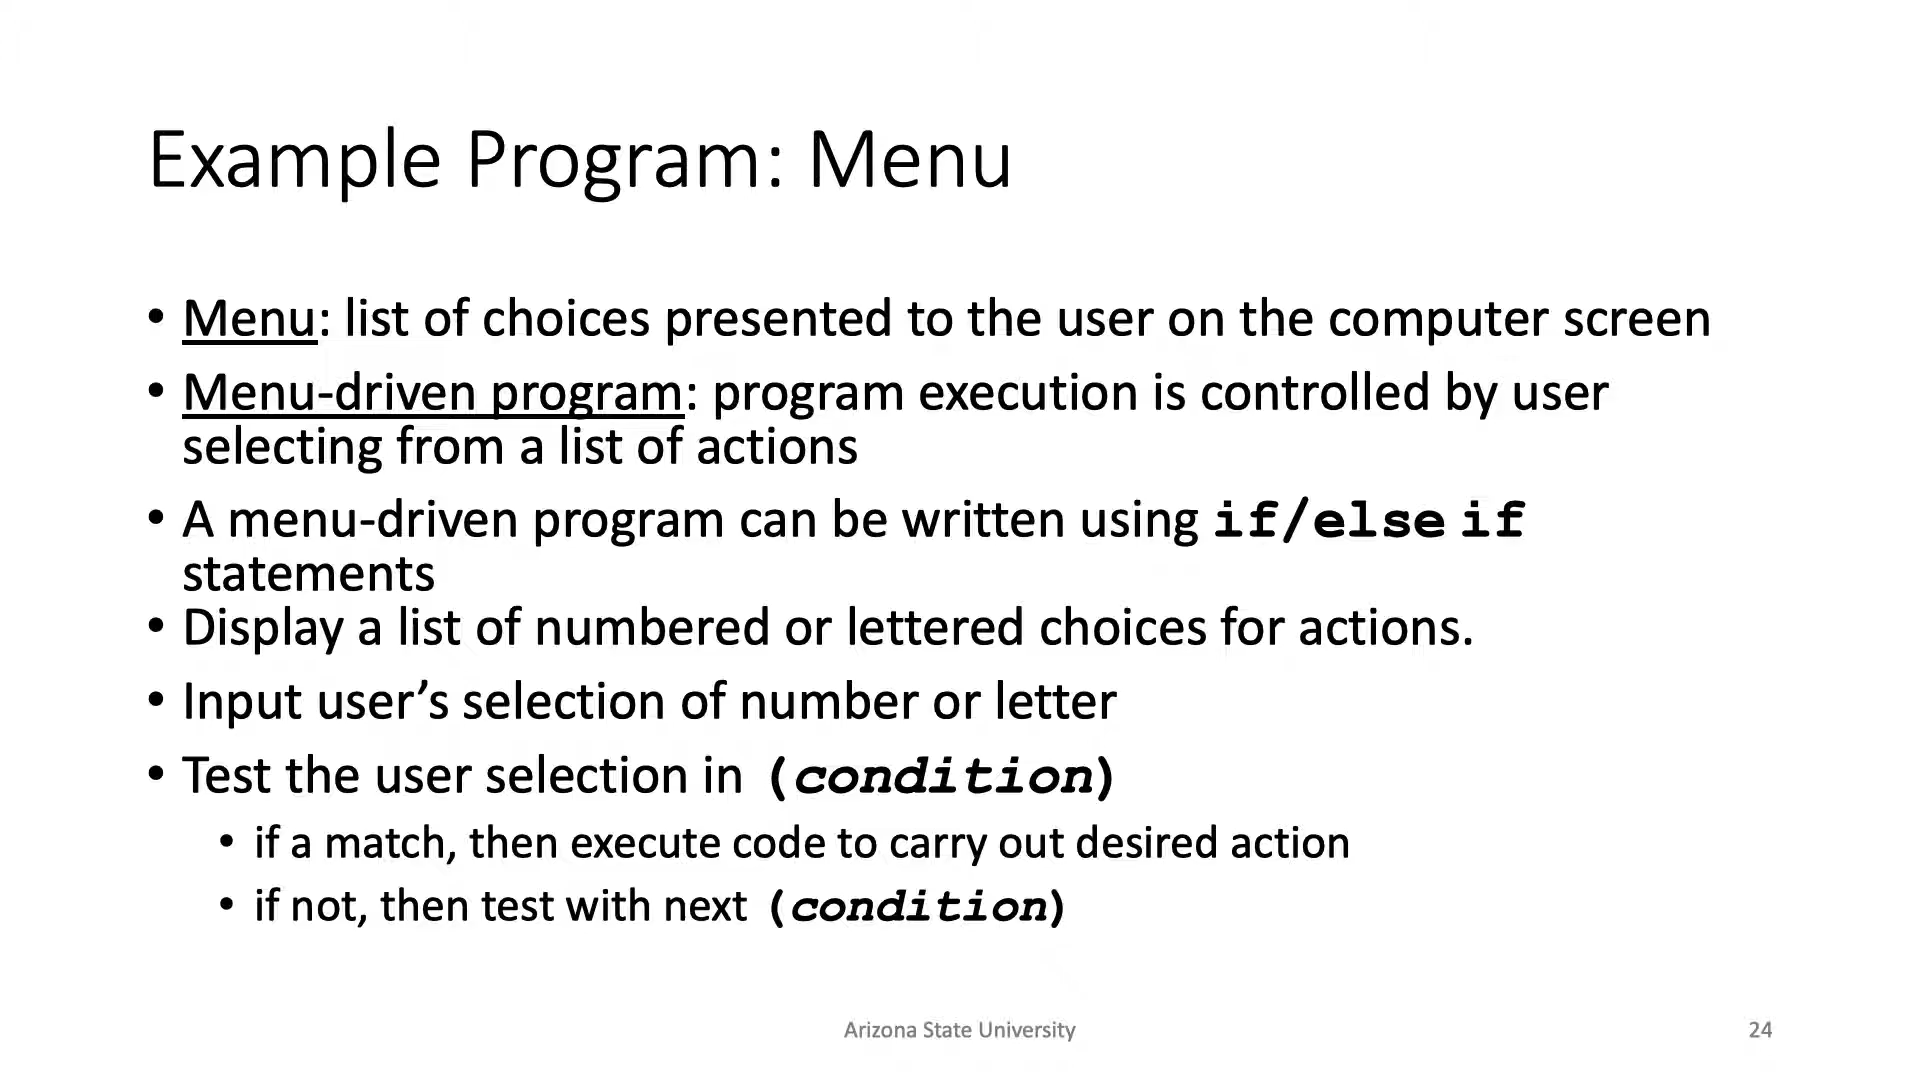 Example Program: Menu
• Menu: list of choices presented to the user on the computer screen
• Menu-driven program: program execution is controlled by user
selecting from a list of actions
• A menu-driven program can be written using if/else if
statements
• Display a list of numbered or lettered choices for actions.
• Input user’s selection of number or letter
• Test the user selection in (condition)
• if a match, then execute code to carry out desired action
• if not, then test with next (condition)
Arizona State University
24